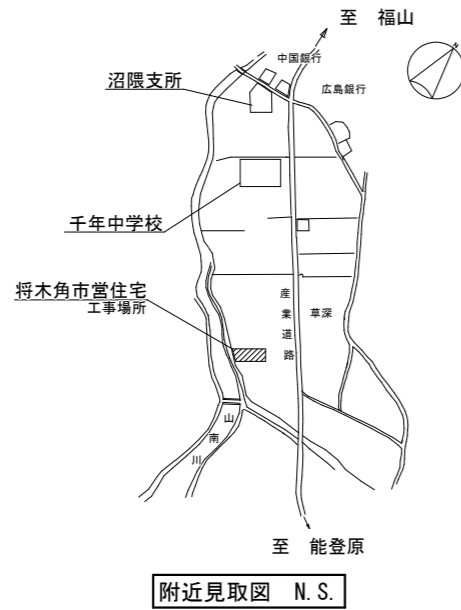 至 福山
中国銀行
沼隈支所
広島銀行
N
千年中学校
将木角市営住宅
工事場所
産業道路
草深
山南川
至 能登原
附近見取図 N.S.